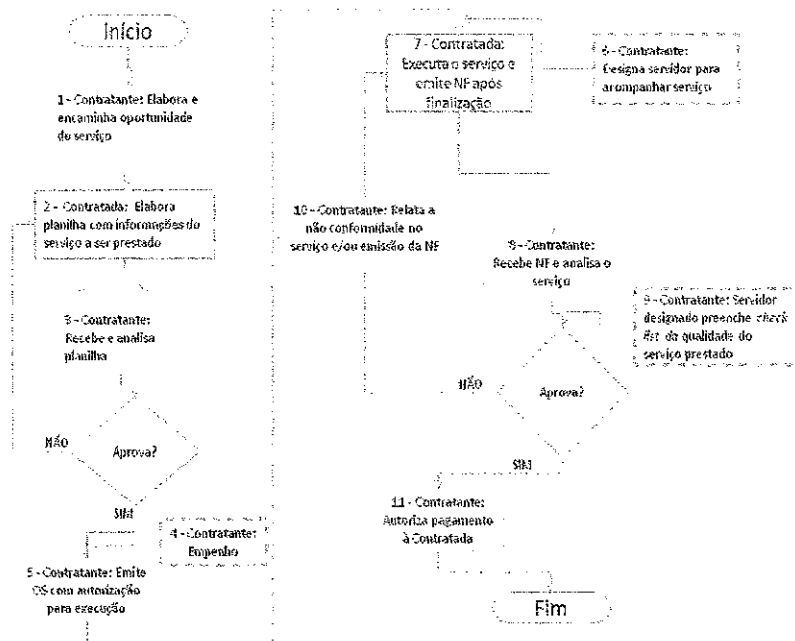 Início
1 - Contratante: Elabora e
encaminha oportunidade
do serviço
2 - Contratada: Elabora
planilha com informações do
serviço a ser prestado
3 - Contratante:
Recebe e analisa
planilha
Aprova?
NÃO
SIM
4 - Contratante:
Empenho
5 - Contratante: Emite
OS com autorização
para execução
7 - Contratada:
Executa o serviço e
emite NF após
finalização
6 - Contratante:
Designa servidor para
acompanhar serviço
10 - Contratante: Relata a
não conformidade no
serviço e/ou emissão da NF
8 - Contratante:
Recebe NF e analisa o
serviço
9 - Contratante: Servidor
designado preenche check
list da qualidade do
serviço prestado
NÃO
Aprova?
SIM
11 - Contratante:
Autoriza pagamento
à Contratada
Fim